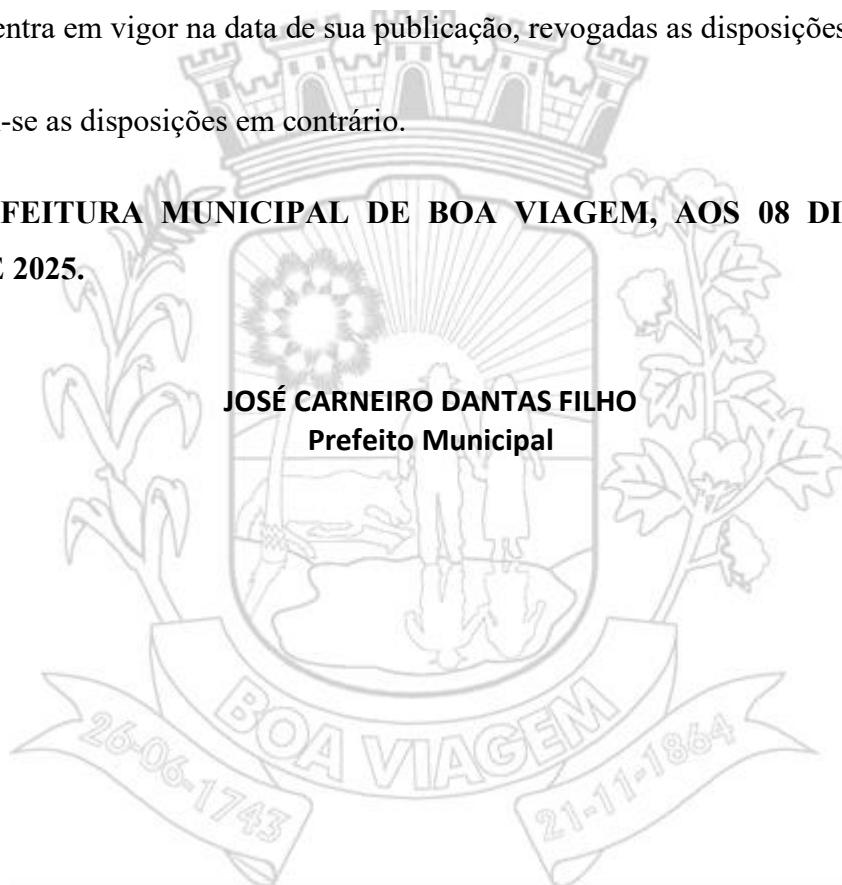 entra em vigor na data de sua publicação, revogadas as disposições
-se as disposições em contrário.
FEITURA MUNICIPAL DE BOA VIAGEM, AOS 08 DI
E 2025.
JOSÉ CARNEIRO DANTAS FILHO
Prefeito Municipal
BOA VIAGEM
26-06-1743
21-11-1864